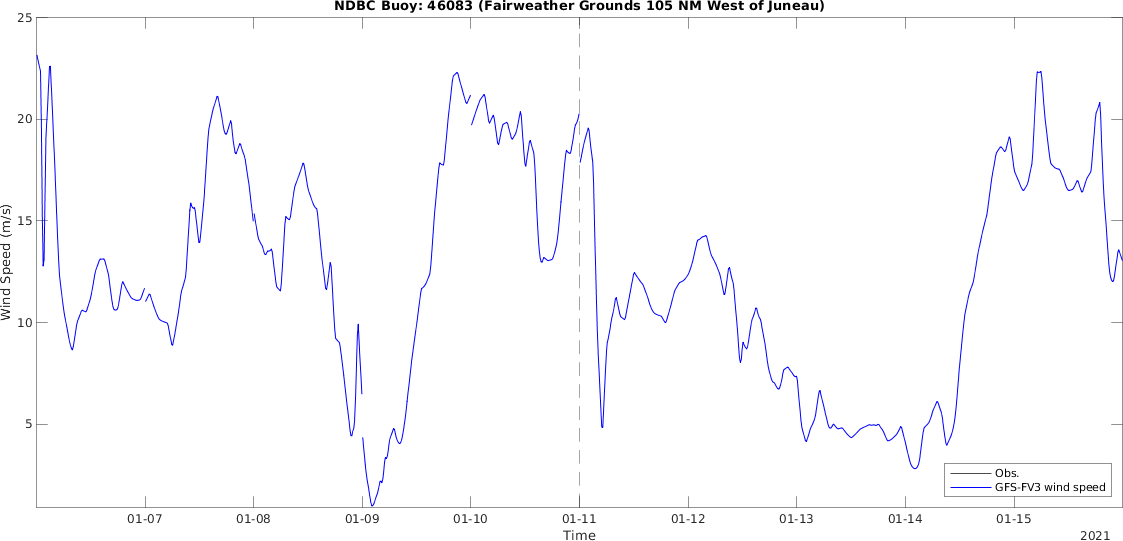 NDBC Buoy: 46083 (Fairweather Grounds 105 NM West of Juneau)
25
20
15
10
5
Wind Speed (m/s)
Obs.
GFS-FV3 wind speed
01-07 01-08 01-09 01-10 01-11 01-12 01-13 01-14 01-15
Time
2021